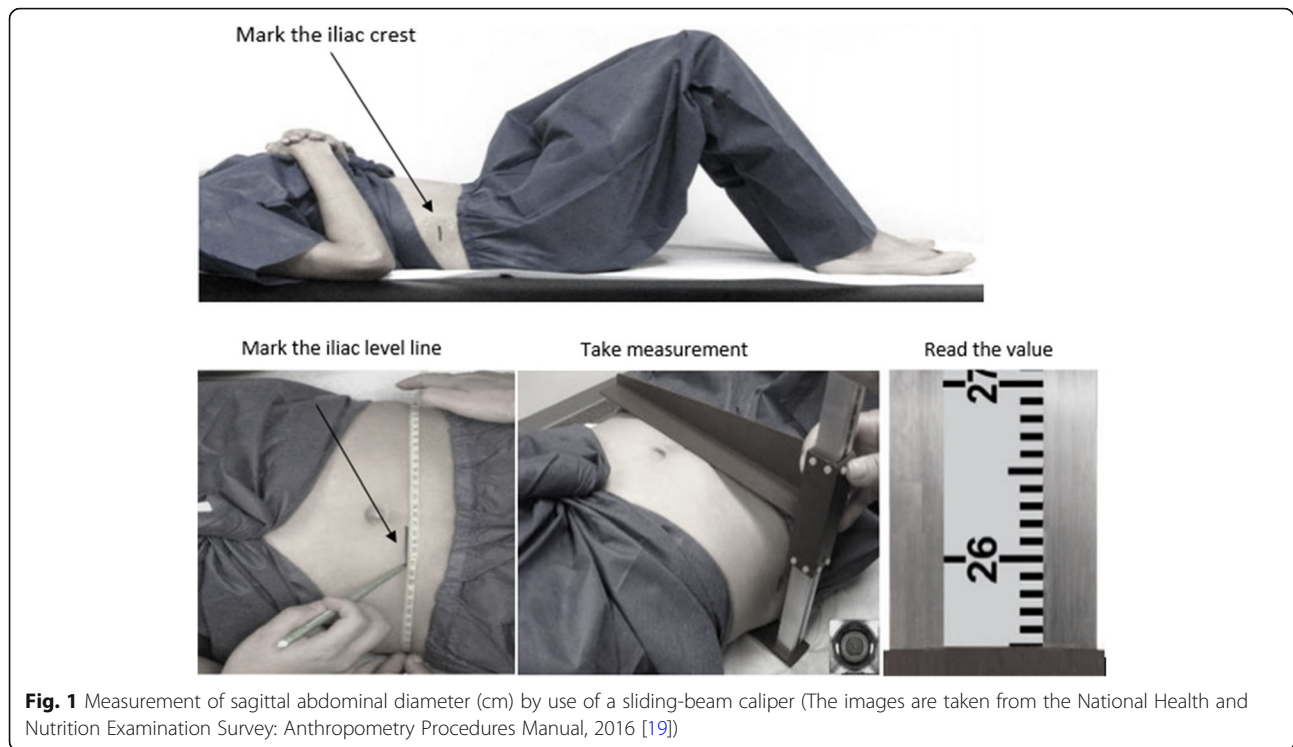 Mark the iliac crest
Mark the iliac level line
Take measurement
Read the value
27
26
Fig. 1 Measurement of sagittal abdominal diameter (cm) by use of a sliding-beam caliper (The images are taken from the National Health and
Nutrition Examination Survey: Anthropometry Procedures Manual, 2016 [19])